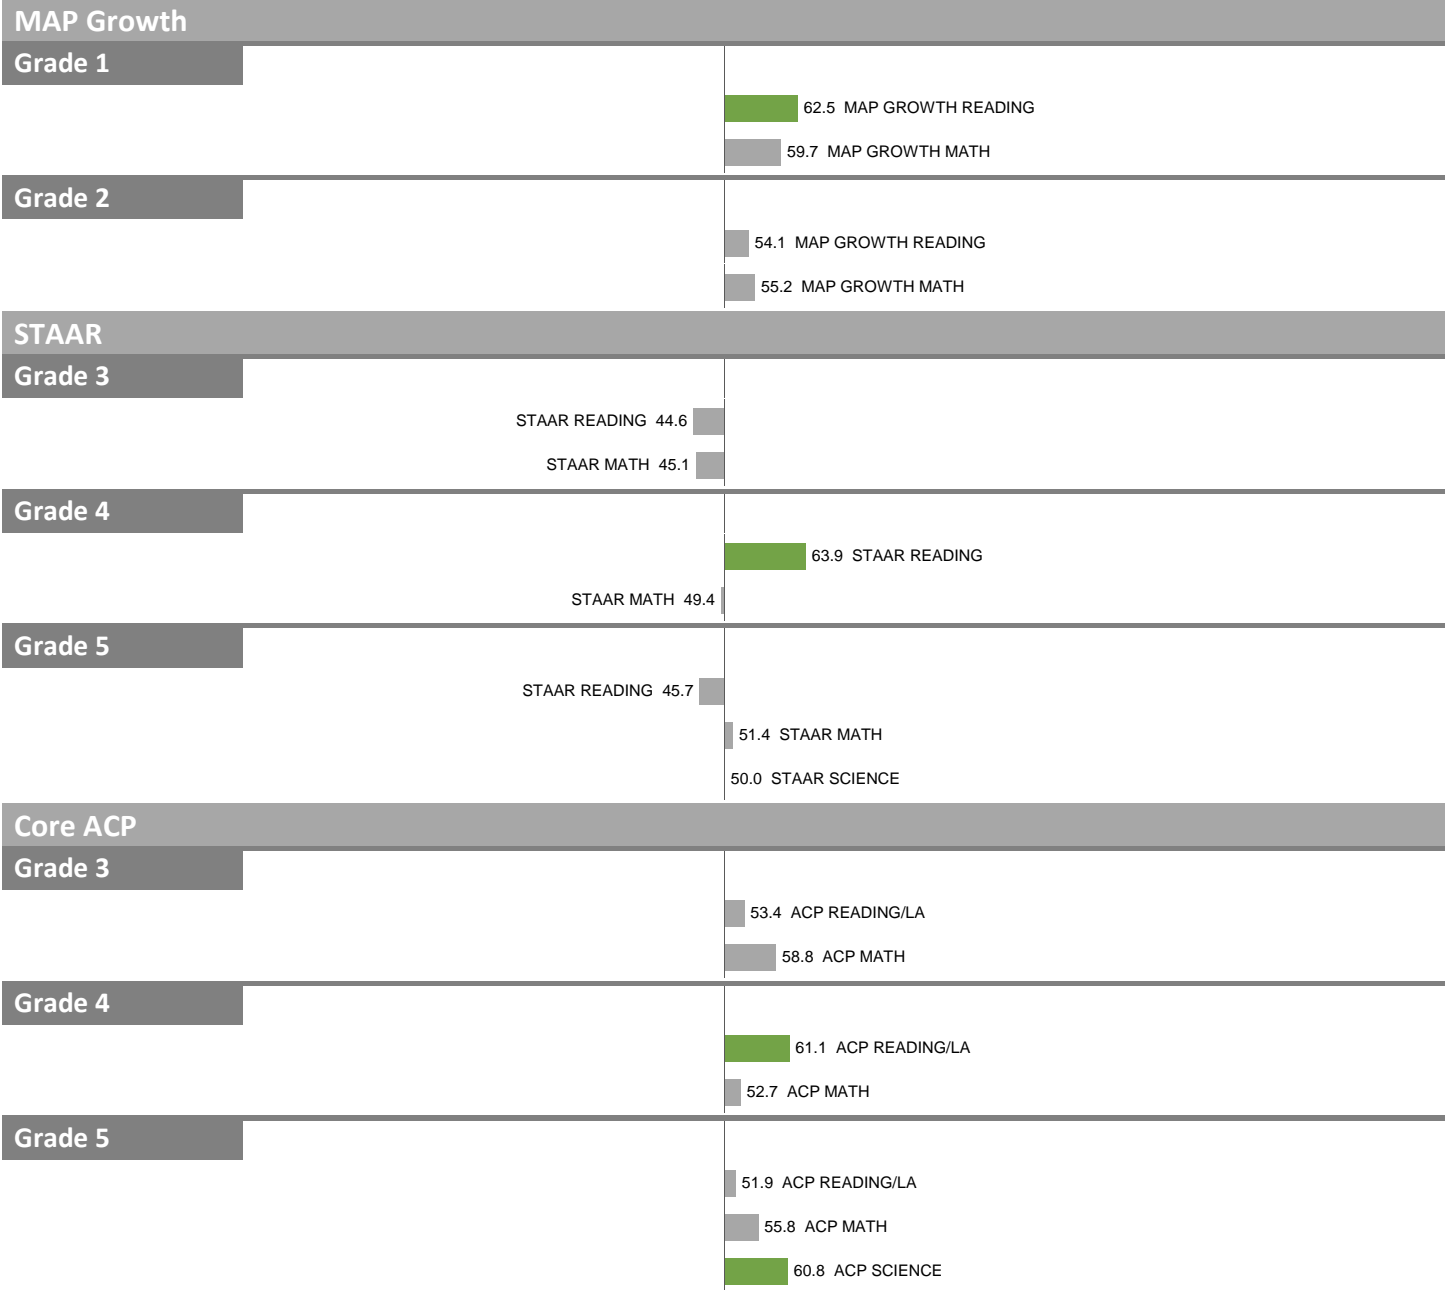 MAP Growth
Grade 1
62.5 MAP GROWTH READING
59.7 MAP GROWTH MATH
Grade 2
54.1 MAP GROWTH READING
55.2 MAP GROWTH MATH
STAAR
Grade 3
STAAR READING 44.6
STAAR MATH 45.1
Grade 4
63.9 STAAR READING
STAAR MATH 49.4
Grade 5
STAAR READING 45.7
51.4 STAAR MATH
50.0 STAAR SCIENCE
Core ACP
Grade 3
53.4 ACP READING/LA
58.8 ACP MATH
Grade 4
61.1 ACP READING/LA
52.7 ACP MATH
Grade 5
51.9 ACP READING/LA
55.8 ACP MATH
60.8 ACP SCIENCE